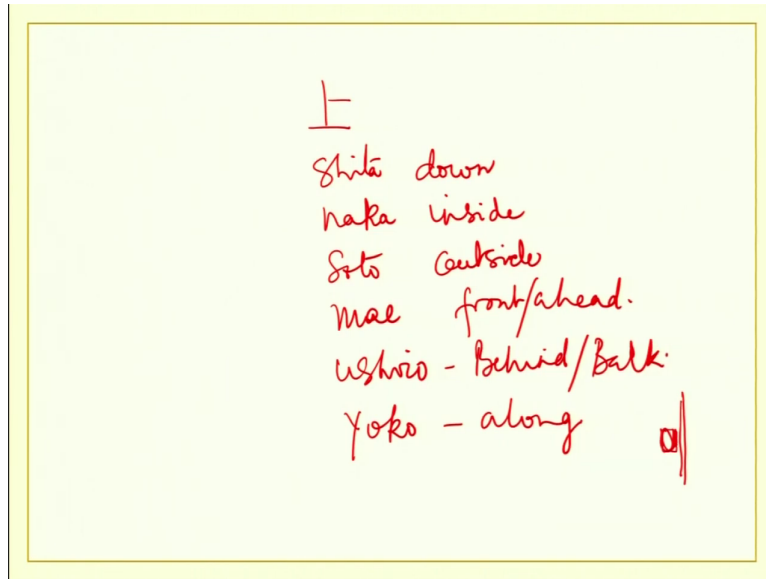 上
Shita down
naka inside
Soto outside
mae front/ahead.
ushiro - Behind/Back.
Yoko - along